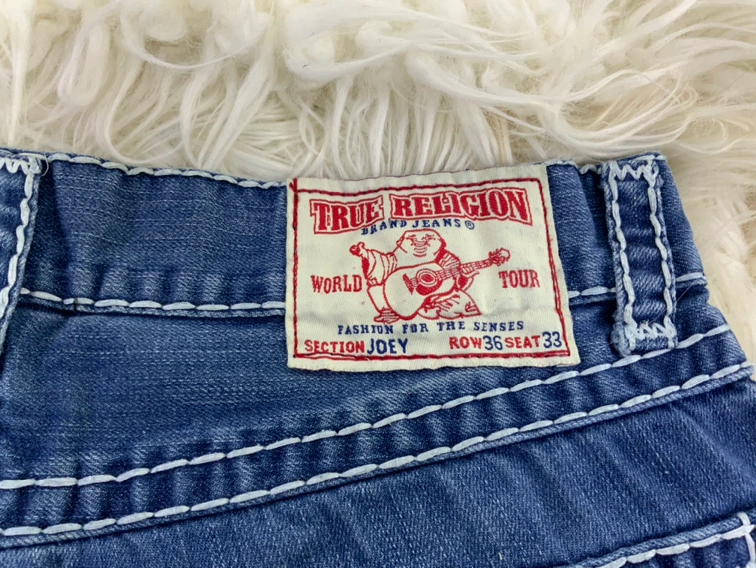 TRUE RELIGION
BRAND JEANS®
WORLD TOUR
FASHION FOR THE SENSES
SECTION JOEY ROW 36 SEAT 33